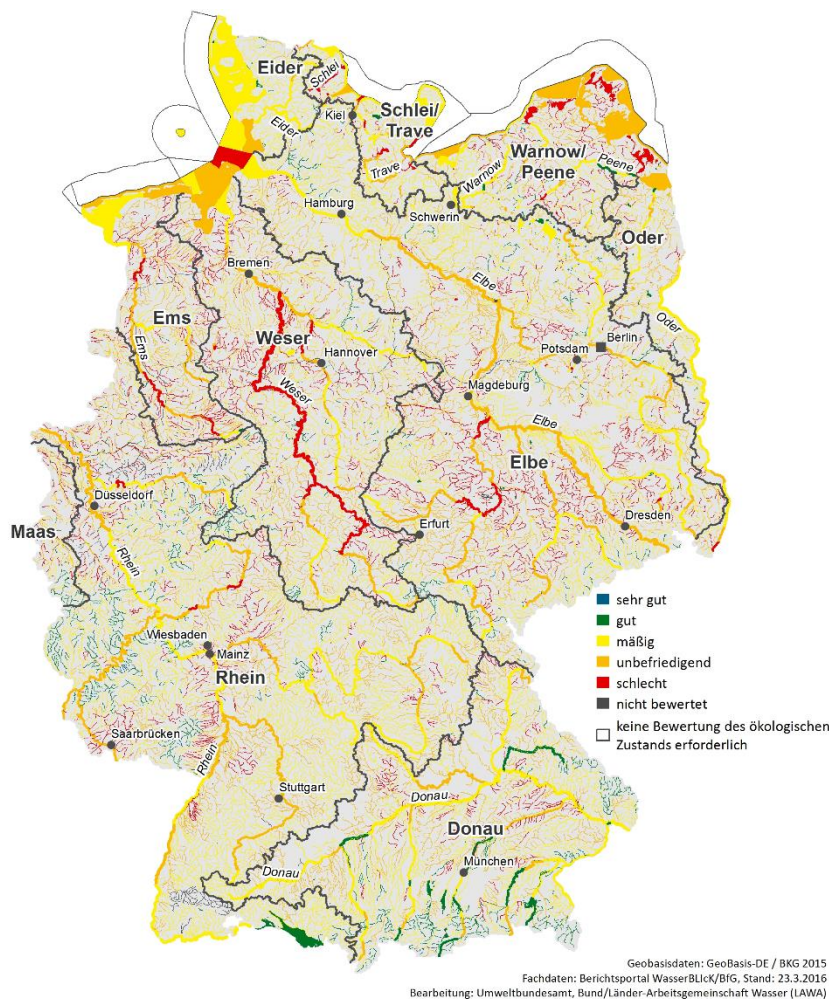 Eider
Schlei
Schlei/
Trave
Kiel
Eider
Warnow/
Peene
Trave
Warnow
Peene
Hamburg
Schwerin
Oder
Bremen
Elbe
Ems
Weser
Oder
Berlin
Potsdam
Ems
Hannover
Weser
Magdeburg
Elbe
Elbe
Düsseldorf
Maas
Erfurt
Dresden
Rhein
sehr gut
gut
mäßig
unbefriedigend
schlecht
nicht bewertet
keine Bewertung des ökologischen
Zustands erforderlich
Wiesbaden
Mainz
Rhein
Saarbrücken
Rhein
Stuttgart
Donau
Donau
München
Donau
Geobasisdaten: GeoBasis-DE / BKG 2015
Fachdaten: Berichtsportal WasserBLIcK/BfG, Stand: 23.3.2016
Bearbeitung: Umweltbundesamt, Bund/Länder-Arbeitsgemeinschaft Wasser (LAWA)